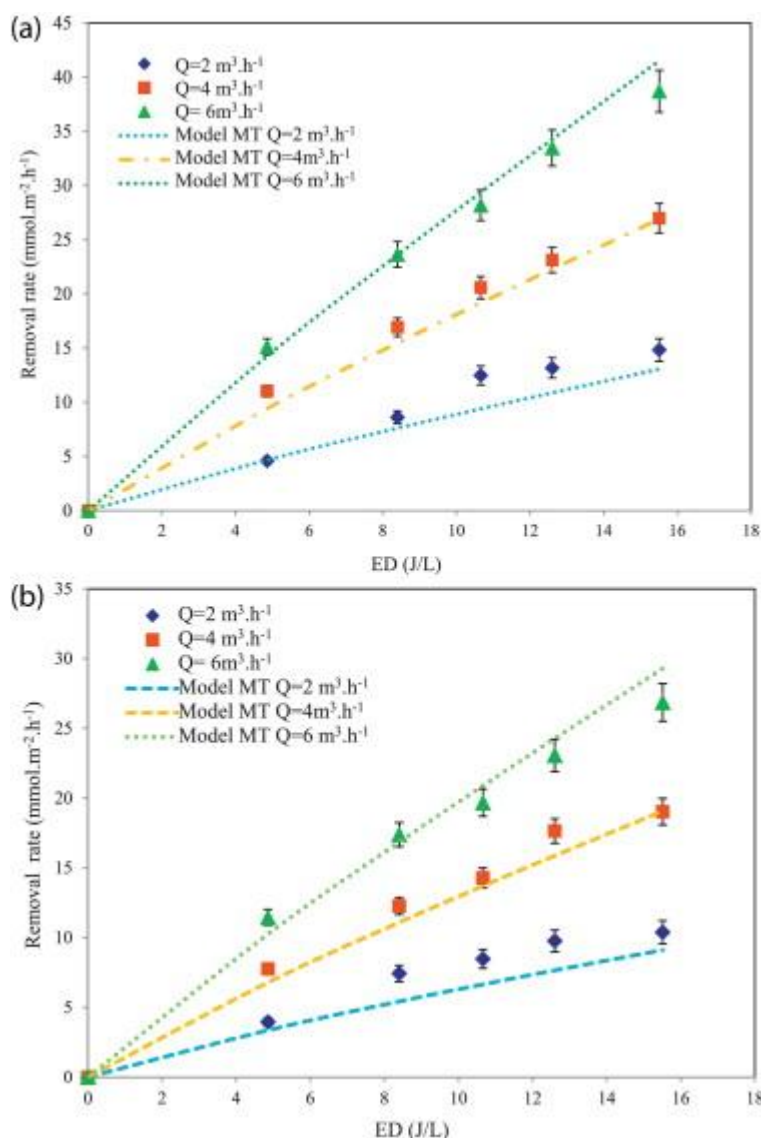 (a)
45
40
35
30
25
20
15
10
5
0
Removal rate (mmol.m⁻².h⁻¹)
Q=2 m³.h⁻¹
Q=4 m³.h⁻¹
Q= 6m³.h⁻¹
Model MT Q=2 m³.h⁻¹
Model MT Q=4m³.h⁻¹
Model MT Q=6 m³.h⁻¹
0 2 4 6 8 10 12 14 16 18
ED (J/L)
(b)
35
30
25
20
15
10
5
0
Removal rate (mmol.m⁻².h⁻¹)
Q=2 m³.h⁻¹
Q=4 m³.h⁻¹
Q= 6m³.h⁻¹
Model MT Q=2 m³.h⁻¹
Model MT Q=4m³.h⁻¹
Model MT Q=6 m³.h⁻¹
0 2 4 6 8 10 12 14 16 18
ED (J/L)